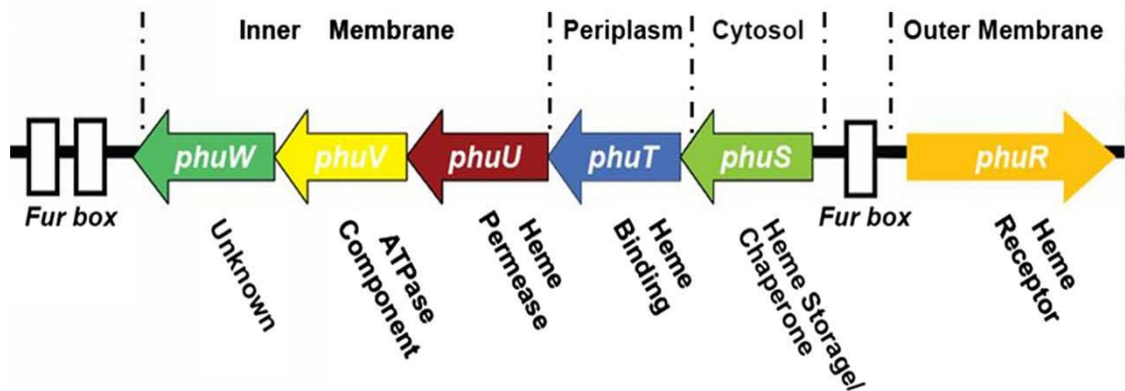 Inner Membrane
Periplasm
Cytosol
Outer Membrane
phuW
phuV
phuU
phuT
phuS
phuR
Fur box
Fur box
Unknown
ATPase
Component
Heme
Permease
Heme
Binding
Heme Storage/
Chaperone
Heme
Receptor